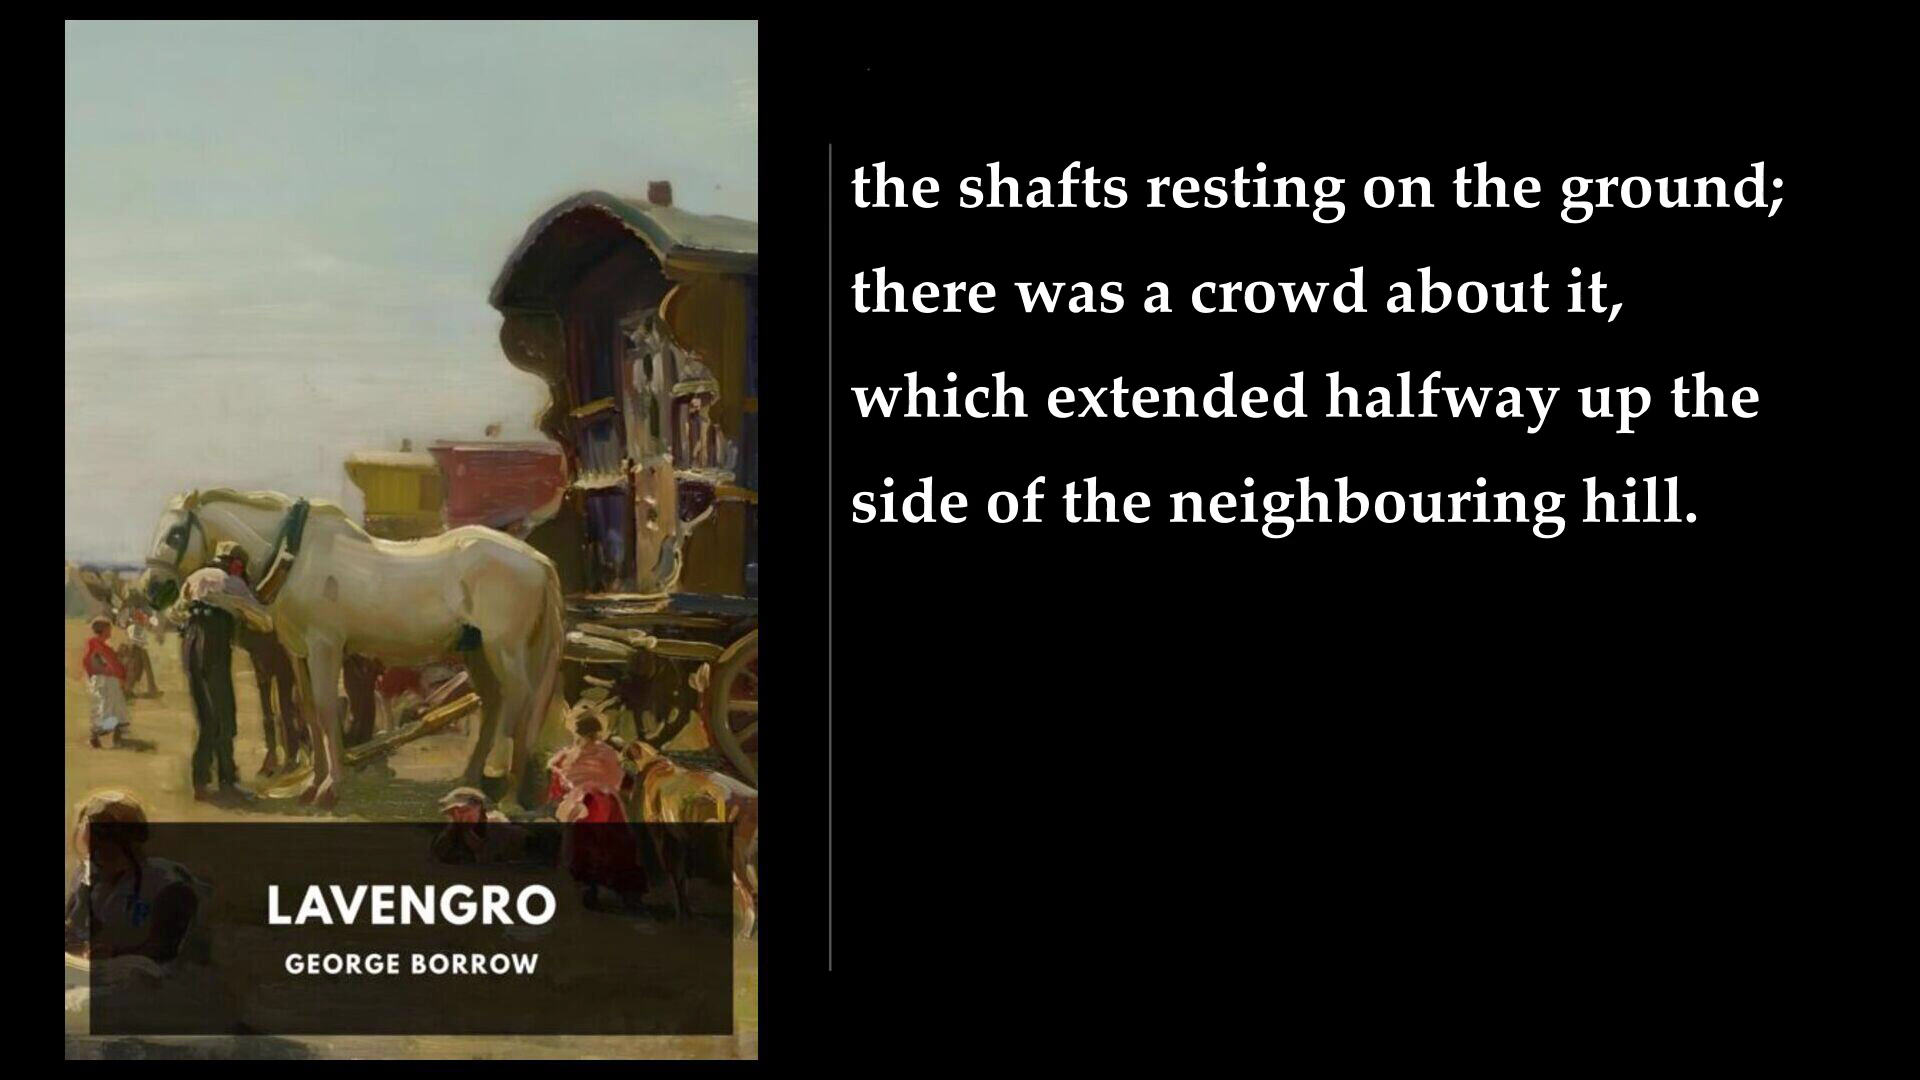 LAVENGRO
GEORGE BORROW
the shafts resting on the ground;
there was a crowd about it,
which extended halfway up the
side of the neighbouring hill.